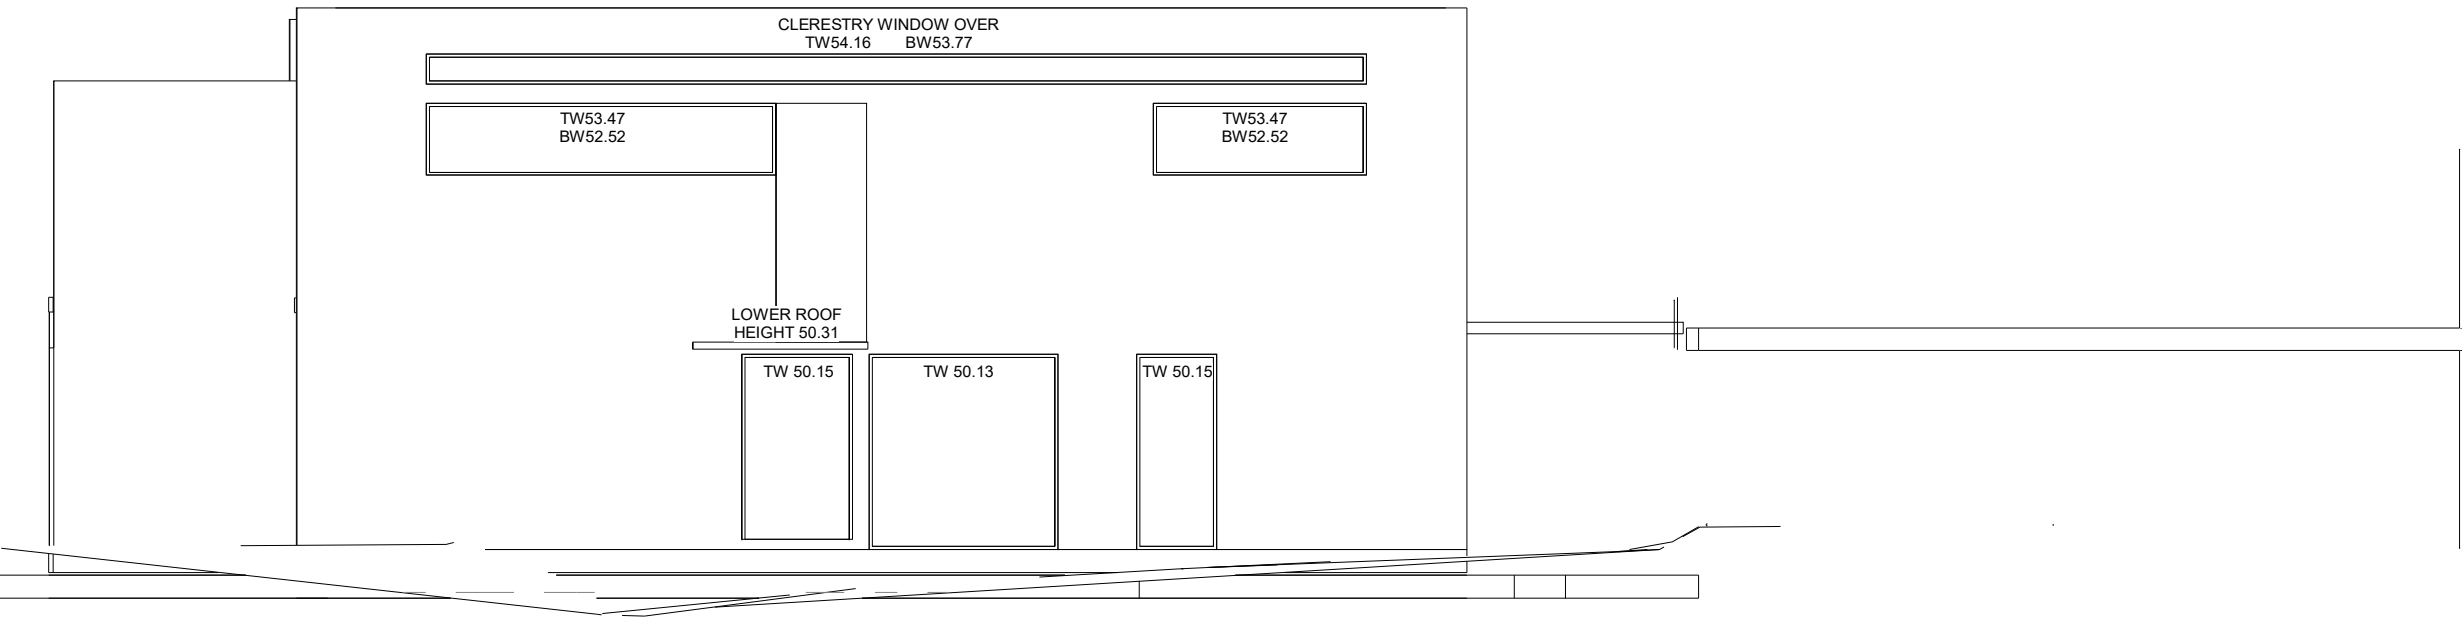 CLERESTRY WINDOW OVER
TW54.16 BW53.77
TW53.47
BW52.52
TW53.47
BW52.52
LOWER ROOF
HEIGHT 50.31
TW 50.15
TW 50.13
TW 50.15